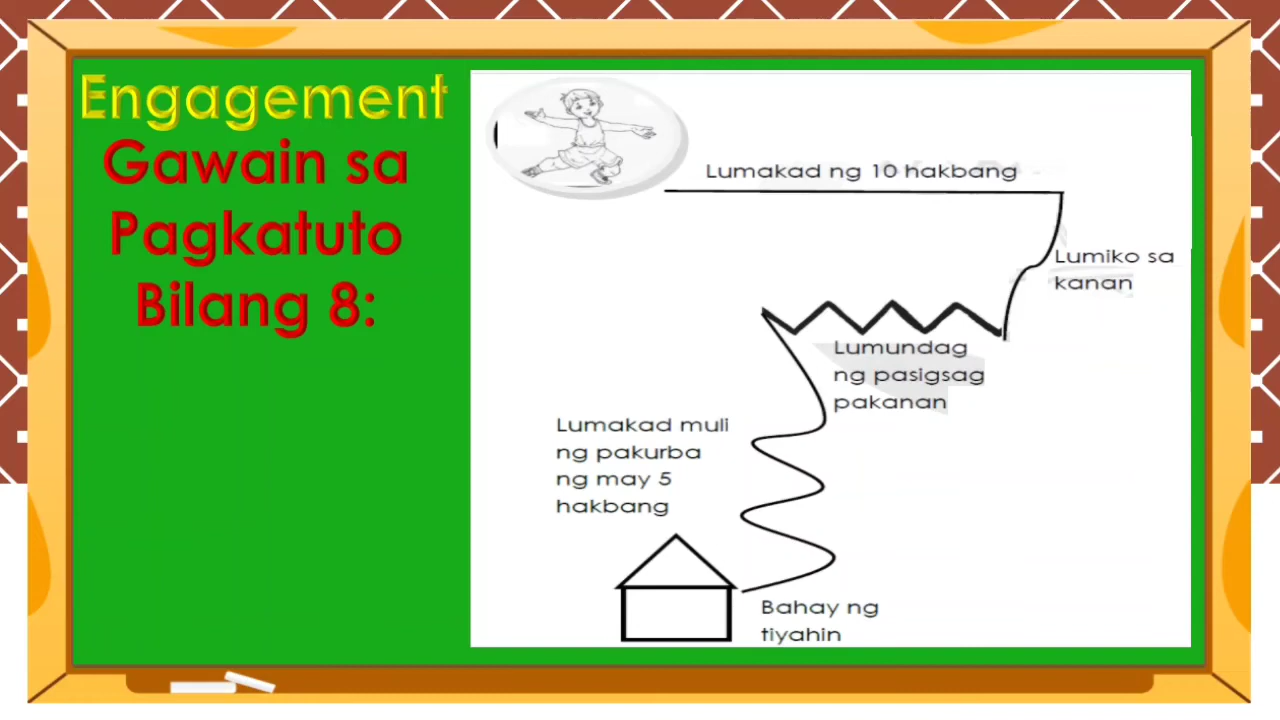 Engagement
Gawain sa
Pagkatuto
Bilang 8:
Lumakad ng 10 hakbang
Lumiko sa
kanan
Lumundag
ng pasigsag
pakanan
Lumakad muli
ng pakurba
ng may 5
hakbang
Bahay ng
tiyahin